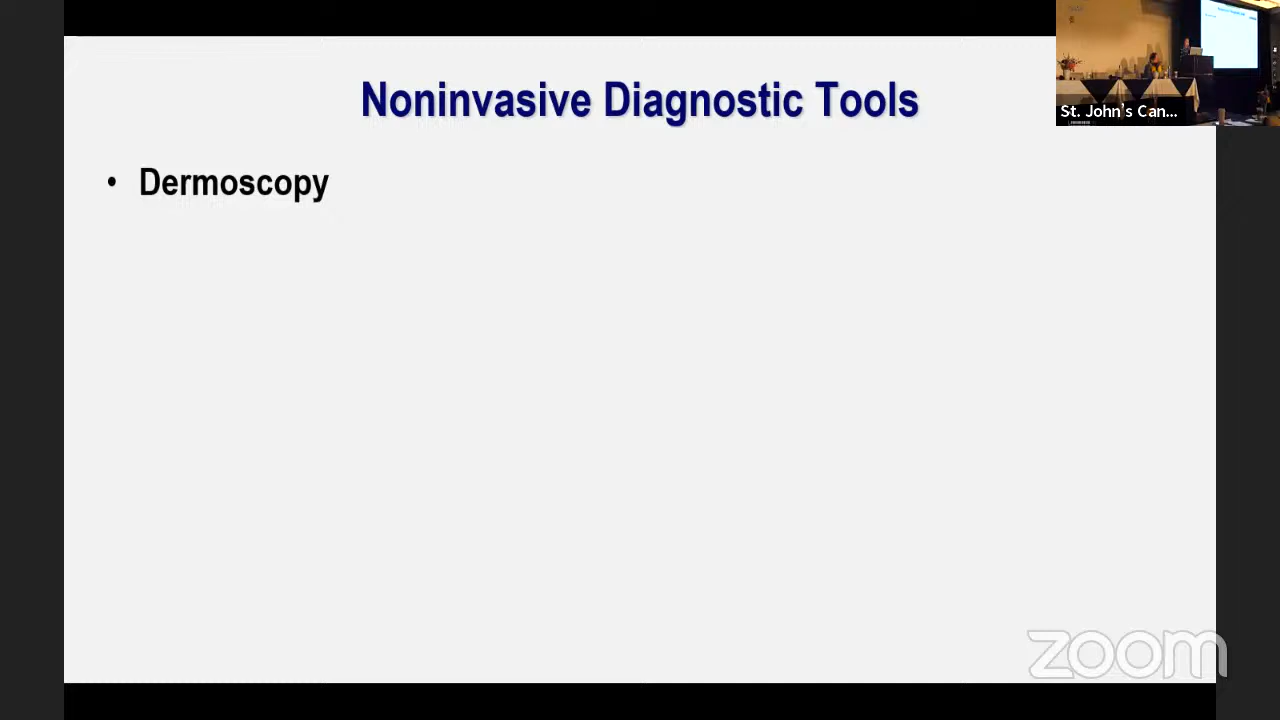 Noninvasive Diagnostic Tools
St. John's Can...
• Dermoscopy
zoom